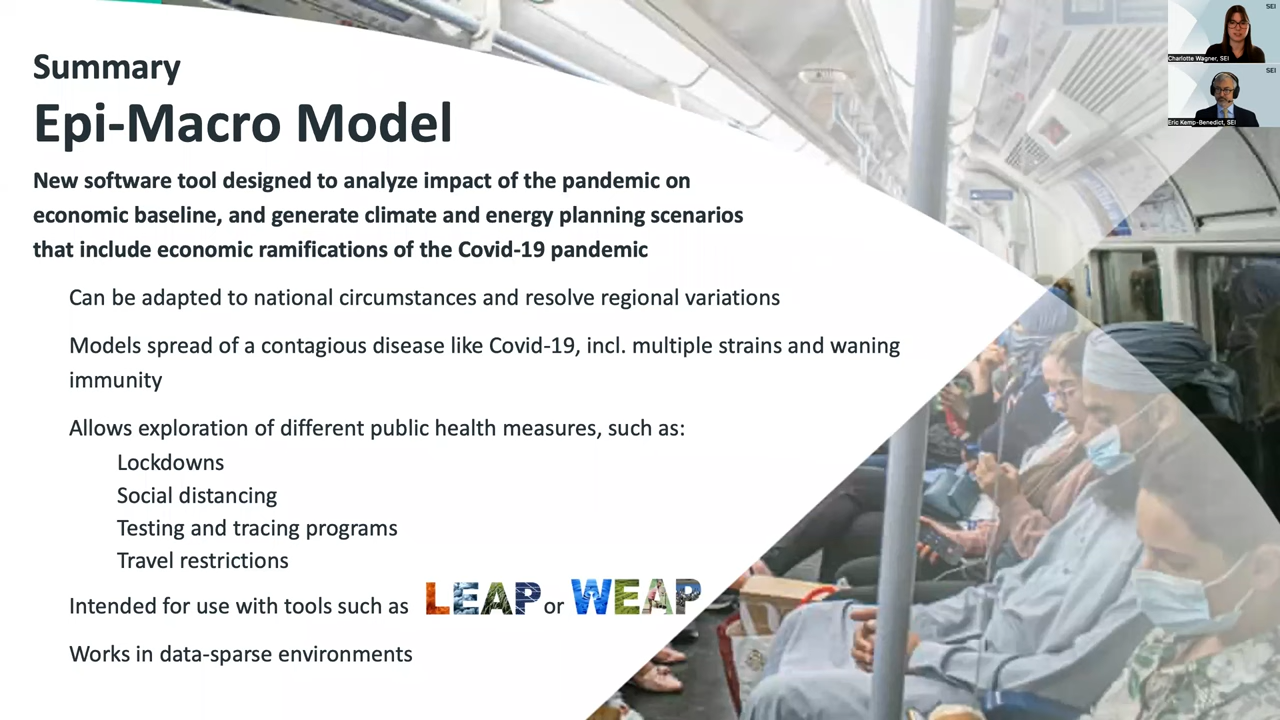 Summary
Epi-Macro Model
New software tool designed to analyze impact of the pandemic on
economic baseline, and generate climate and energy planning scenarios
that include economic ramifications of the Covid-19 pandemic
Can be adapted to national circumstances and resolve regional variations
Models spread of a contagious disease like Covid-19, incl. multiple strains and waning
immunity
Allows exploration of different public health measures, such as:
Lockdowns
Social distancing
Testing and tracing programs
Travel restrictions
Intended for use with tools such as LEAP or WEAP
Works in data-sparse environments
SEI
Charlotte Wagner, SEI
SEI
Eric Kemp-Benedict, SEI